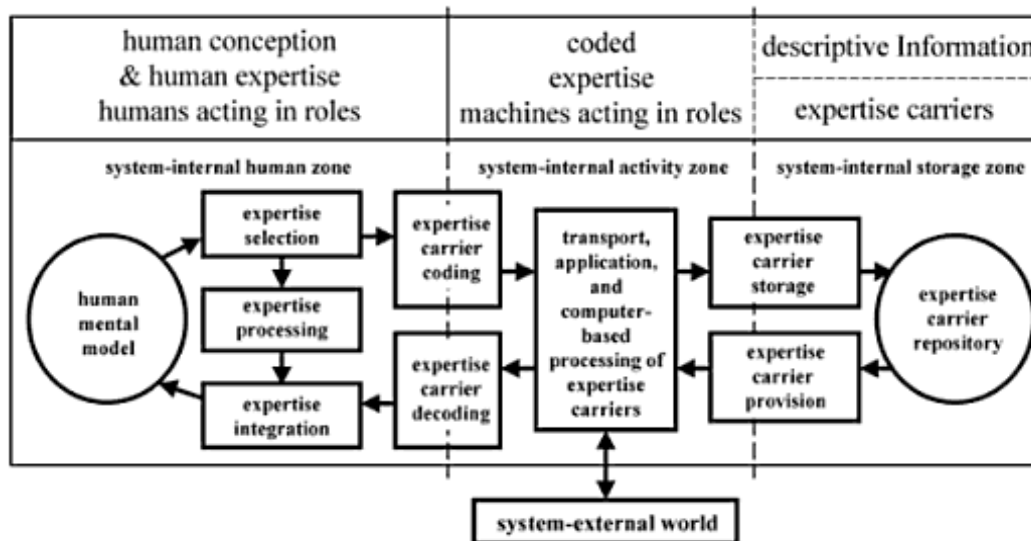 human conception
& human expertise
humans acting in roles
coded
expertise
machines acting in roles
descriptive Information
expertise carriers
system-internal human zone
system-internal activity zone
system-internal storage zone
human
mental
model
expertise
selection
expertise
processing
expertise
integration
expertise
carrier
coding
expertise
carrier
decoding
transport,
application,
and
computer-
based
processing of
expertise
carriers
expertise
carrier
storage
expertise
carrier
provision
expertise
carrier
repository
system-external world